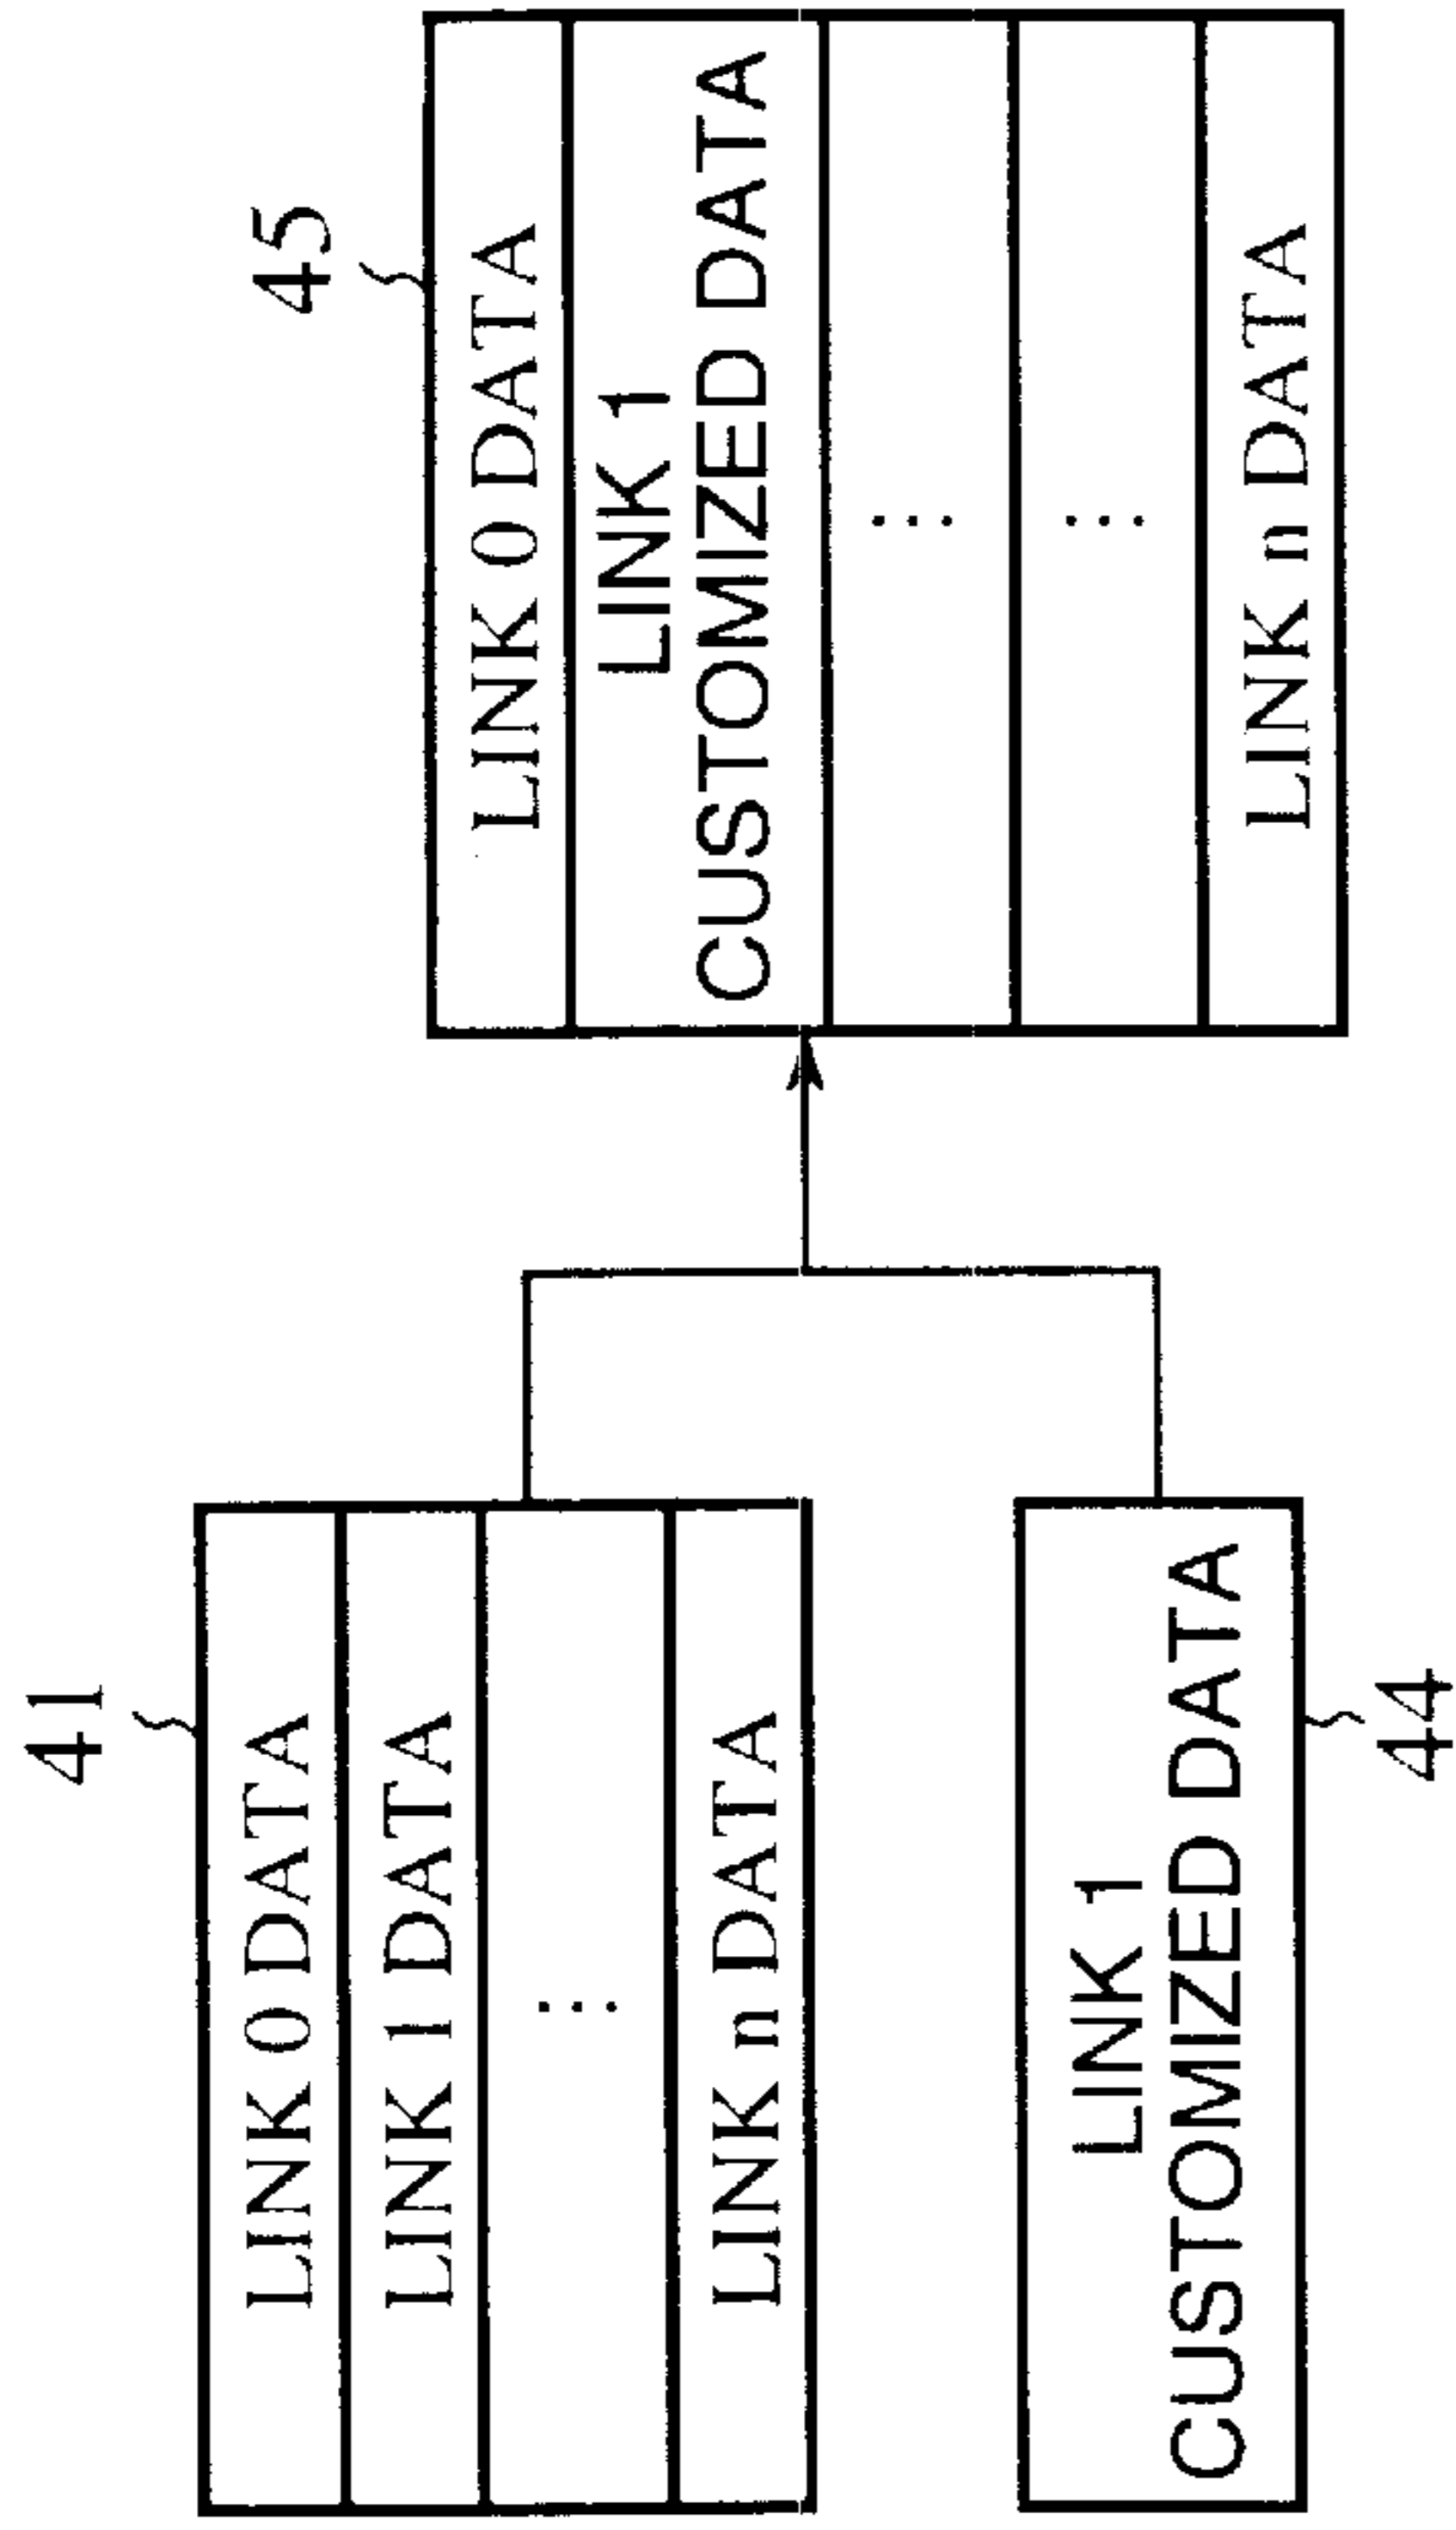 41
LINK 0 DATA
LINK 1 DATA
...
LINK n DATA
LINK 1
CUSTOMIZED DATA
44
45
LINK 0 DATA
LINK 1
CUSTOMIZED DATA
...
...
LINK n DATA